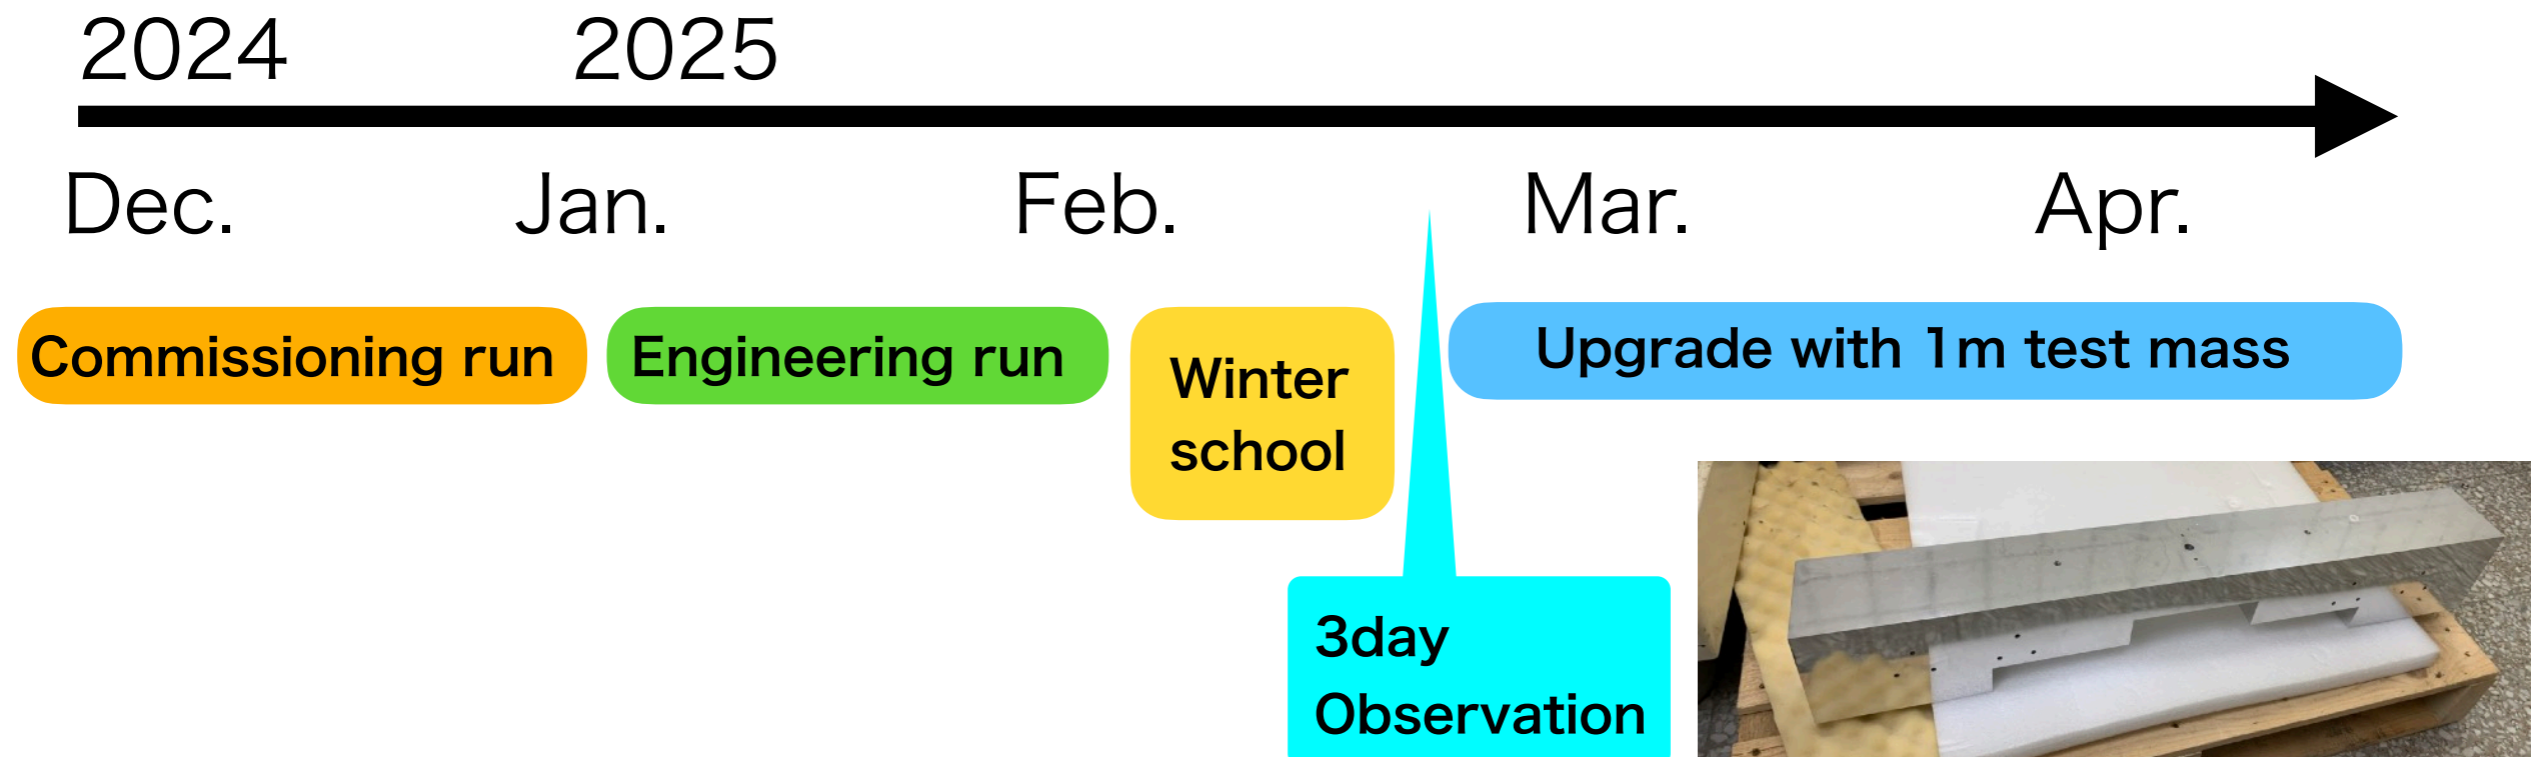 2024 2025
Dec. Jan. Feb. Mar. Apr.
Commissioning run
Engineering run
Winter
school
Upgrade with 1m test mass
3day
Observation